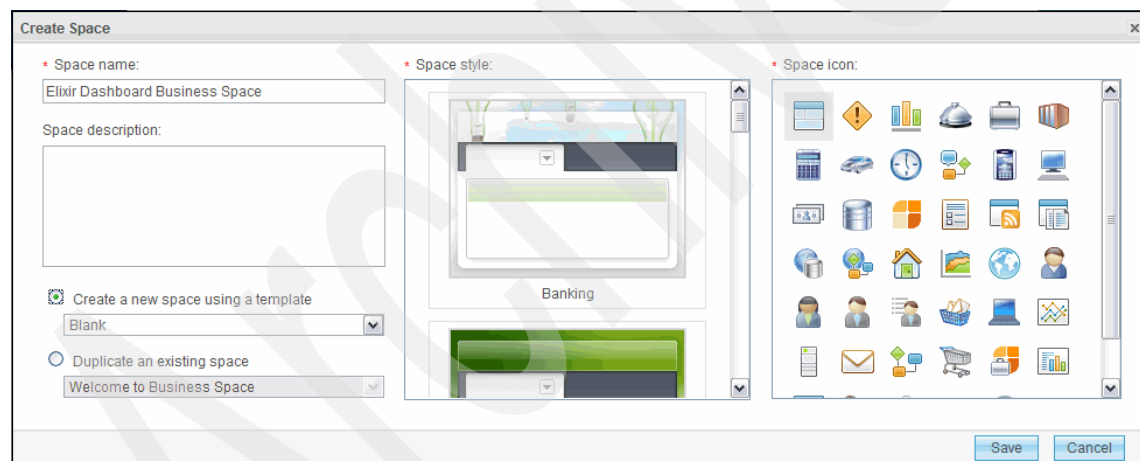 Create Space
* Space name:
Elixir Dashboard Business Space
Space description:
Create a new space using a template
Blank
Duplicate an existing space
Welcome to Business Space
* Space style:
Banking
* Space icon:
Save
Cancel